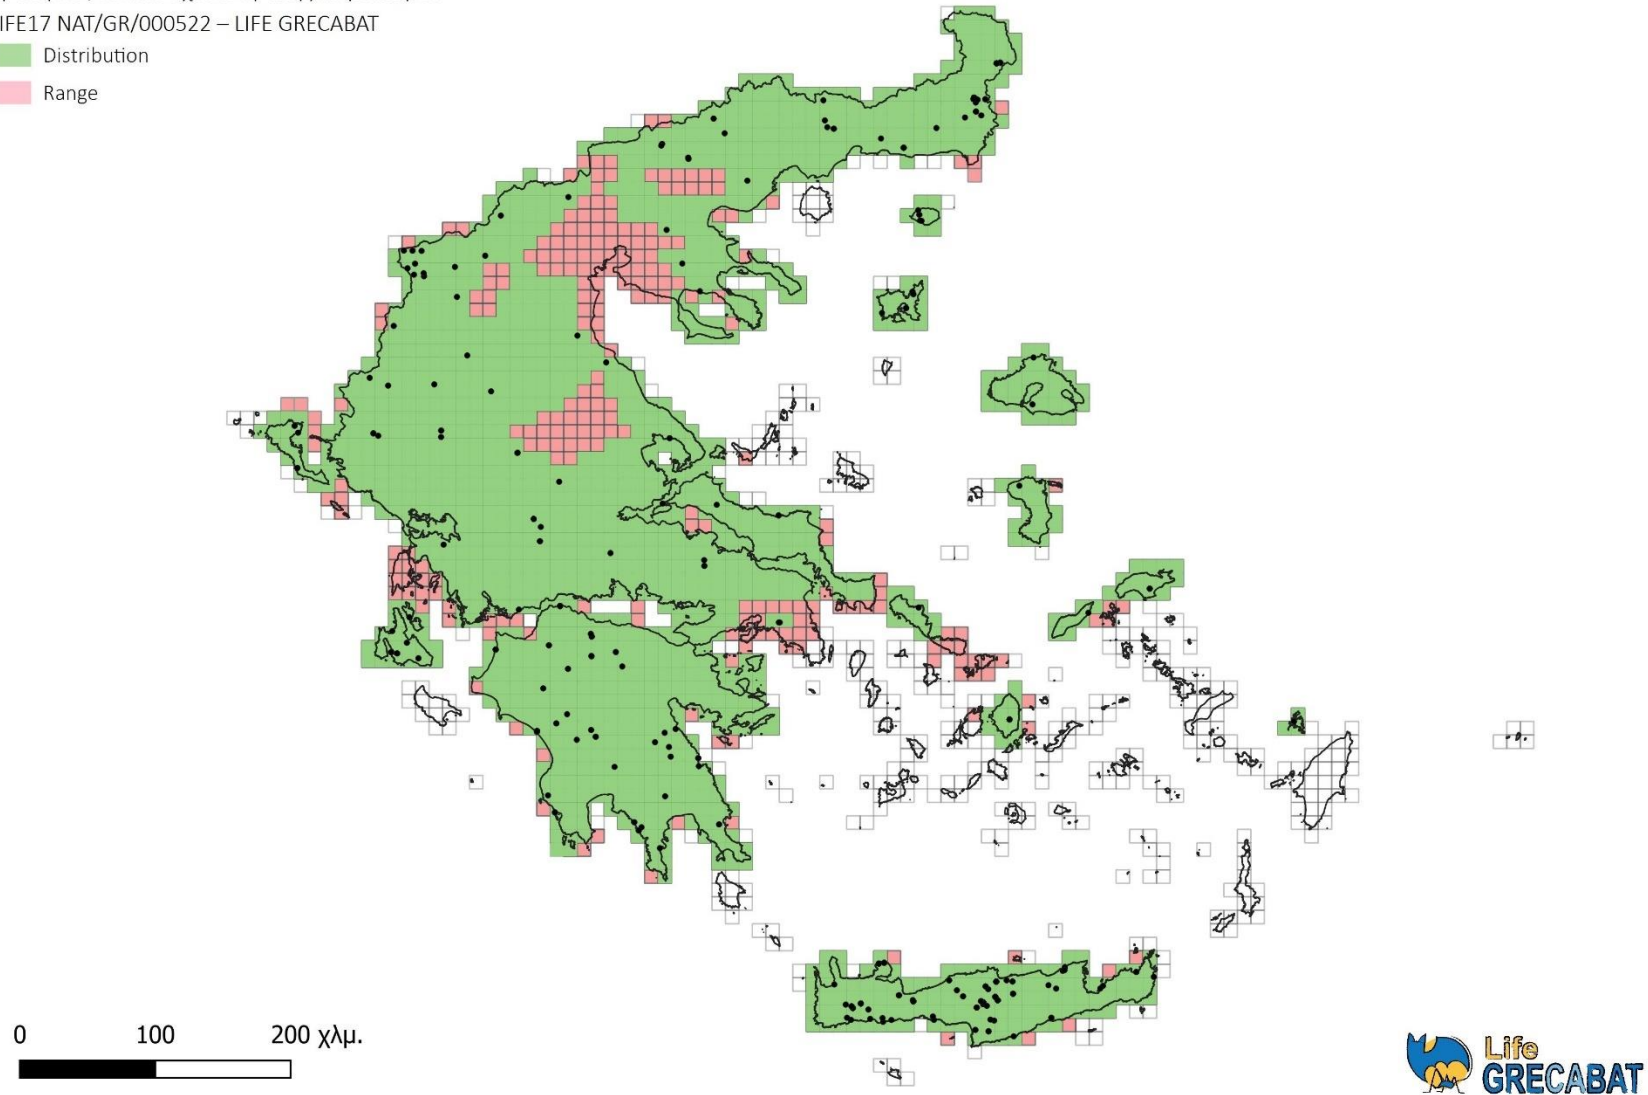 IFE17 NAT/GR/000522 – LIFE GRECABAT
Distribution
Range
0 100 200 χλμ.
Life
GRECABAT